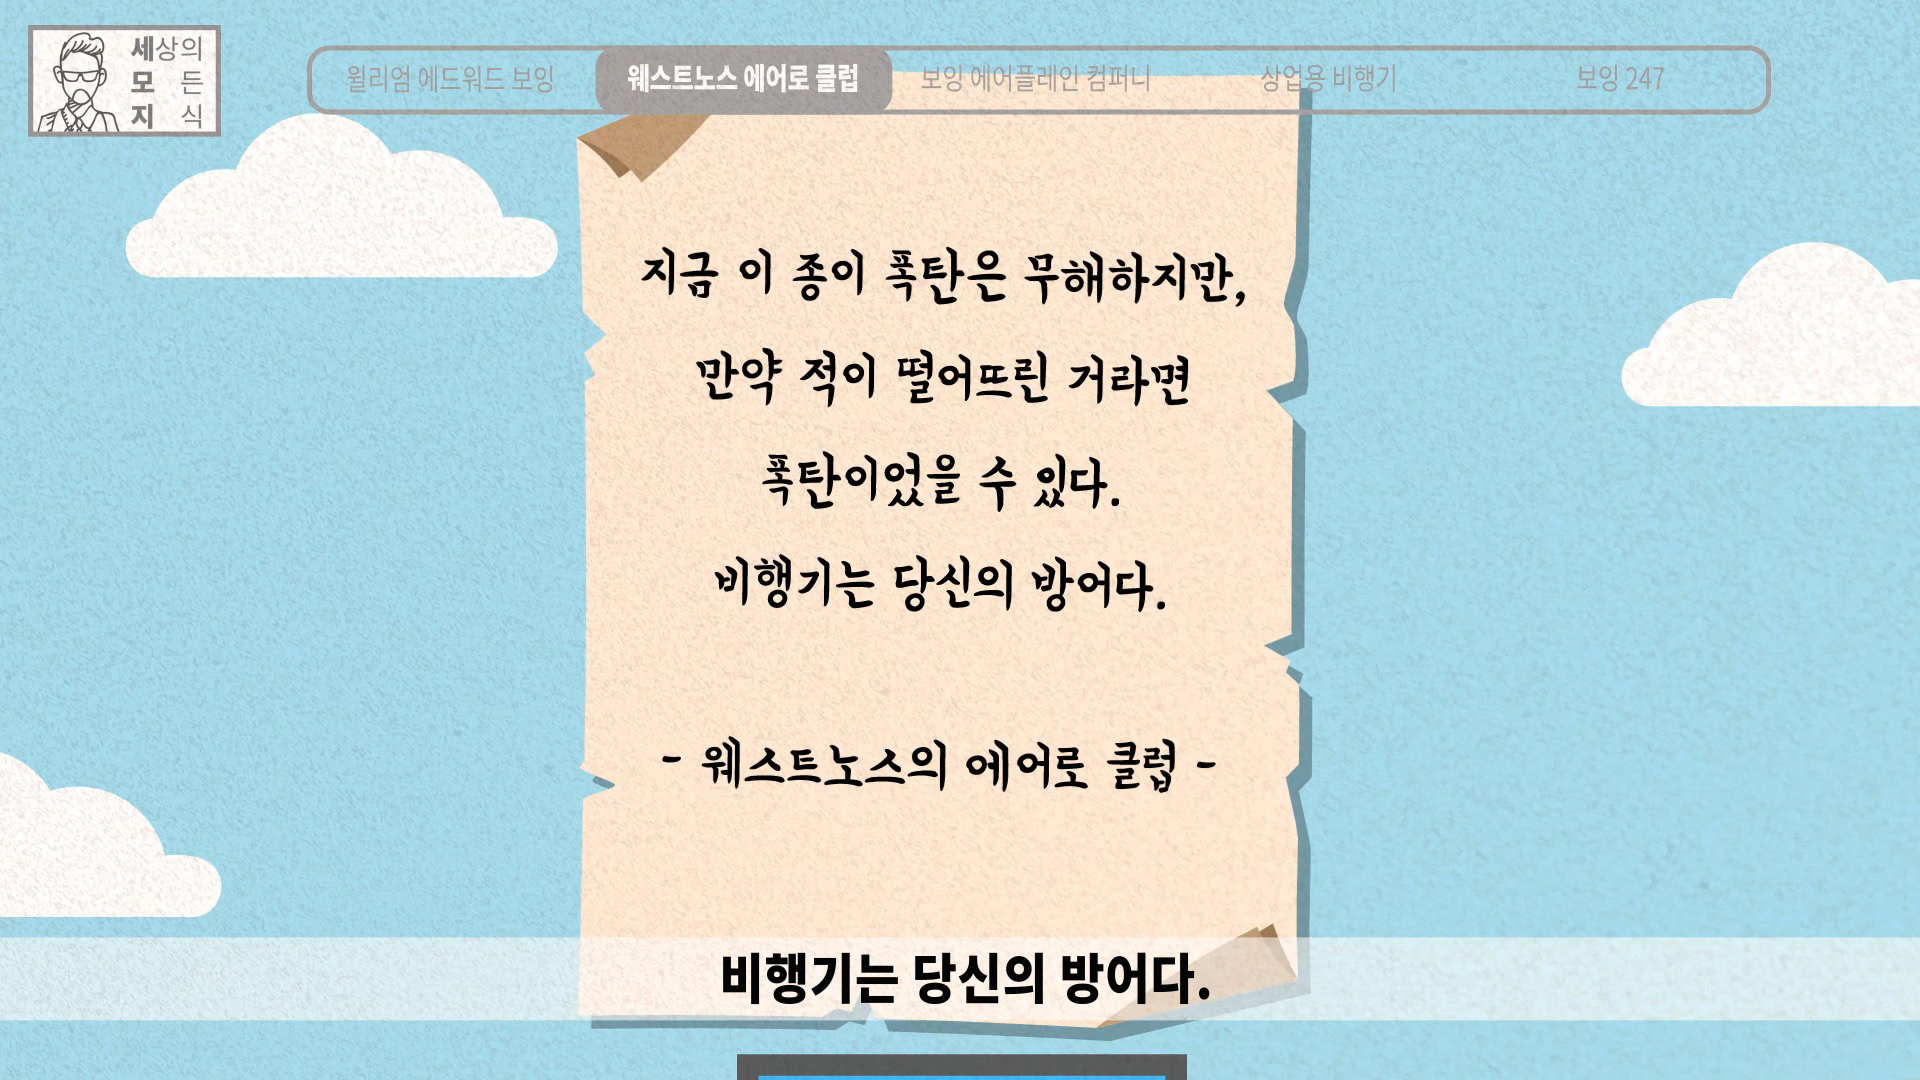 세상의
모든
지식
윌리엄 에드워드 보잉
웨스트노스 에어로 클럽
보잉 에어플레인 컴퍼니
상업용 비행기
보잉 247
지금 이 종이 폭탄은 무해하지만,
만약 적이 떨어뜨린 거라면
폭탄이었을 수 있다.
비행기는 당신의 방어다.
- 웨스트노스의 에어로 클럽 -
비행기는 당신의 방어다.